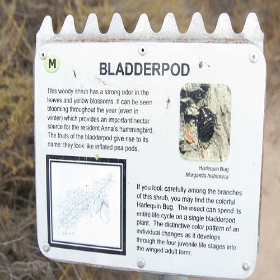 M
BLADDERPOD
This woody shrub has a strong odor in the
leaves and yellow blossoms. It can be seen
blooming throughout the year (even in
winter) which provides an important nectar
source for the resident Anna's hummingbird.
The fruits of the bladderpod give rise to its
name; they look like inflated pea pods.
Harlequin Bug
Murgantia histrionica
If you look carefully among the branches
of this shrub, you may find the colorful
Harlequin Bug. The insect can spend its
entire life cycle on a single bladderpod
plant. The distinctive color pattern of an
individual changes as it develops
through the four juvenile life stages into
the winged adult form.